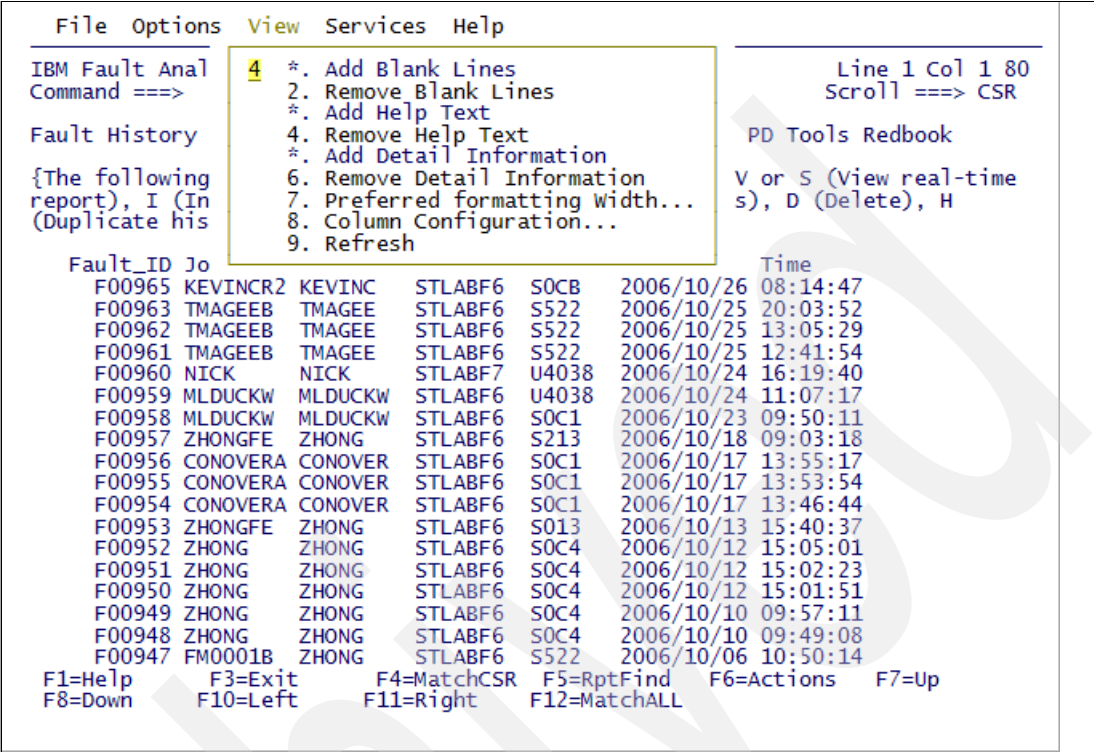 File Options View Services Help
IBM Fault Anal 4 *. Add Blank Lines Line 1 Col 1 80
Command ===> 2. Remove Blank Lines Scroll ===> CSR
*. Add Help Text
Fault History 4. Remove Help Text PD Tools Redbook
*. Add Detail Information
{The following 6. Remove Detail Information V or S (View real-time
report), I (In 7. Preferred formatting Width... s), D (Delete), H
(Duplicate his 8. Column Configuration...
9. Refresh
Fault_ID Jo Time
F00965 KEVINCR2 KEVINC STLABF6 S0CB 2006/10/26 08:14:47
F00963 TMAGEEB TMAGEE STLABF6 S522 2006/10/25 20:03:52
F00962 TMAGEEB TMAGEE STLABF6 S522 2006/10/25 13:05:29
F00961 TMAGEEB TMAGEE STLABF6 S522 2006/10/25 12:41:54
F00960 NICK NICK STLABF7 U4038 2006/10/24 16:19:40
F00959 MLDUCKW MLDUCKW STLABF6 U4038 2006/10/24 11:07:17
F00958 MLDUCKW MLDUCKW STLABF6 S0C1 2006/10/23 09:50:11
F00957 ZHONGFE ZHONG STLABF6 S213 2006/10/18 09:03:18
F00956 CONOVERA CONOVER STLABF6 S0C1 2006/10/17 13:55:17
F00955 CONOVERA CONOVER STLABF6 S0C1 2006/10/17 13:53:54
F00954 CONOVERA CONOVER STLABF6 S0C1 2006/10/17 13:46:44
F00953 ZHONGFE ZHONG STLABF6 S013 2006/10/13 15:40:37
F00952 ZHONG ZHONG STLABF6 S0C4 2006/10/12 15:05:01
F00951 ZHONG ZHONG STLABF6 S0C4 2006/10/12 15:02:23
F00950 ZHONG ZHONG STLABF6 S0C4 2006/10/12 15:01:51
F00949 ZHONG ZHONG STLABF6 S0C4 2006/10/10 09:57:11
F00948 ZHONG ZHONG STLABF6 S0C4 2006/10/10 09:49:08
F00947 FM0001B ZHONG STLABF6 S522 2006/10/06 10:50:14
F1=Help F3=Exit F4=MatchCSR F5=RptFind F6=Actions F7=Up
F8=Down F10=Left F11=Right F12=MatchALL